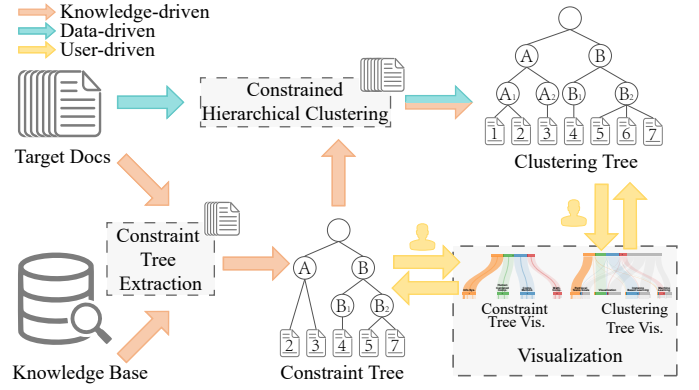 Knowledge-driven
Data-driven
User-driven
Target Docs
Constrained
Hierarchical Clustering
A
B
A1
A2
B1
B2
1
2
3
4
5
6
7
Clustering Tree
Constraint
Tree
Extraction
Knowledge Base
A
B
B1
B2
2
3
4
5
7
Constraint Tree
Constraint
Tree Vis.
Clustering
Tree Vis.
Visualization